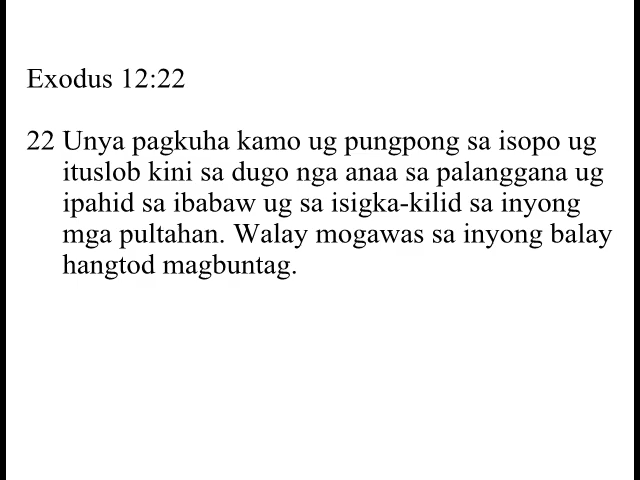 Exodus 12:22
22 Unya pagkuha kamo ug pungpong sa isopo ug
ituslob kini sa dugo nga anaa sa palanggana ug
ipahid sa ibabaw ug sa isigka-kilid sa inyong
mga pultahan. Walay mogawas sa inyong balay
hangtod magbuntag.